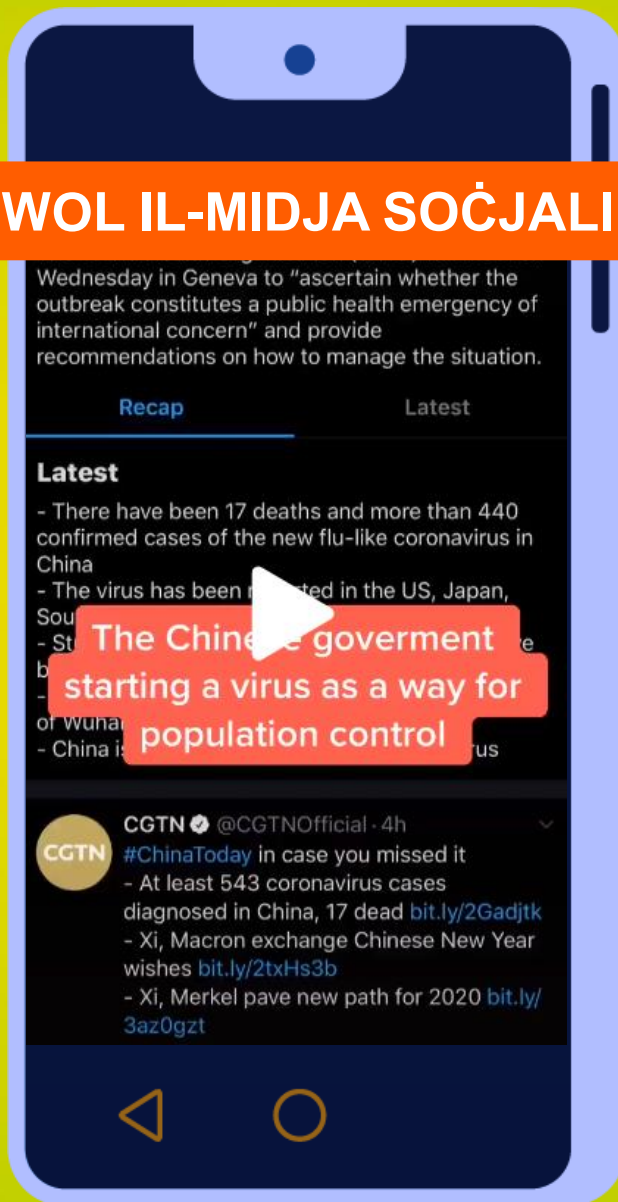 WOL IL-MIDJA SOĊJALI
Wednesday in Geneva to “ascertain whether the
outbreak constitutes a public health emergency of
international concern” and provide
recommendations on how to manage the situation.
Recap
Latest
Latest
- There have been 17 deaths and more than 440
confirmed cases of the new flu-like coronavirus in
China
- The virus has been in the US, Japan,
The goverment
starting a virus as a way for
population control
of
- China
CGTN
CGTN @CGTNOfficial · 4h
#ChinaToday in case you missed it
- At least 543 coronavirus cases
diagnosed in China, 17 dead bit.ly/2Gadjtk
- Xi, Macron exchange Chinese New Year
wishes bit.ly/2txHs3b
- Xi, Merkel pave new path for 2020 bit.ly/
3az0gzt